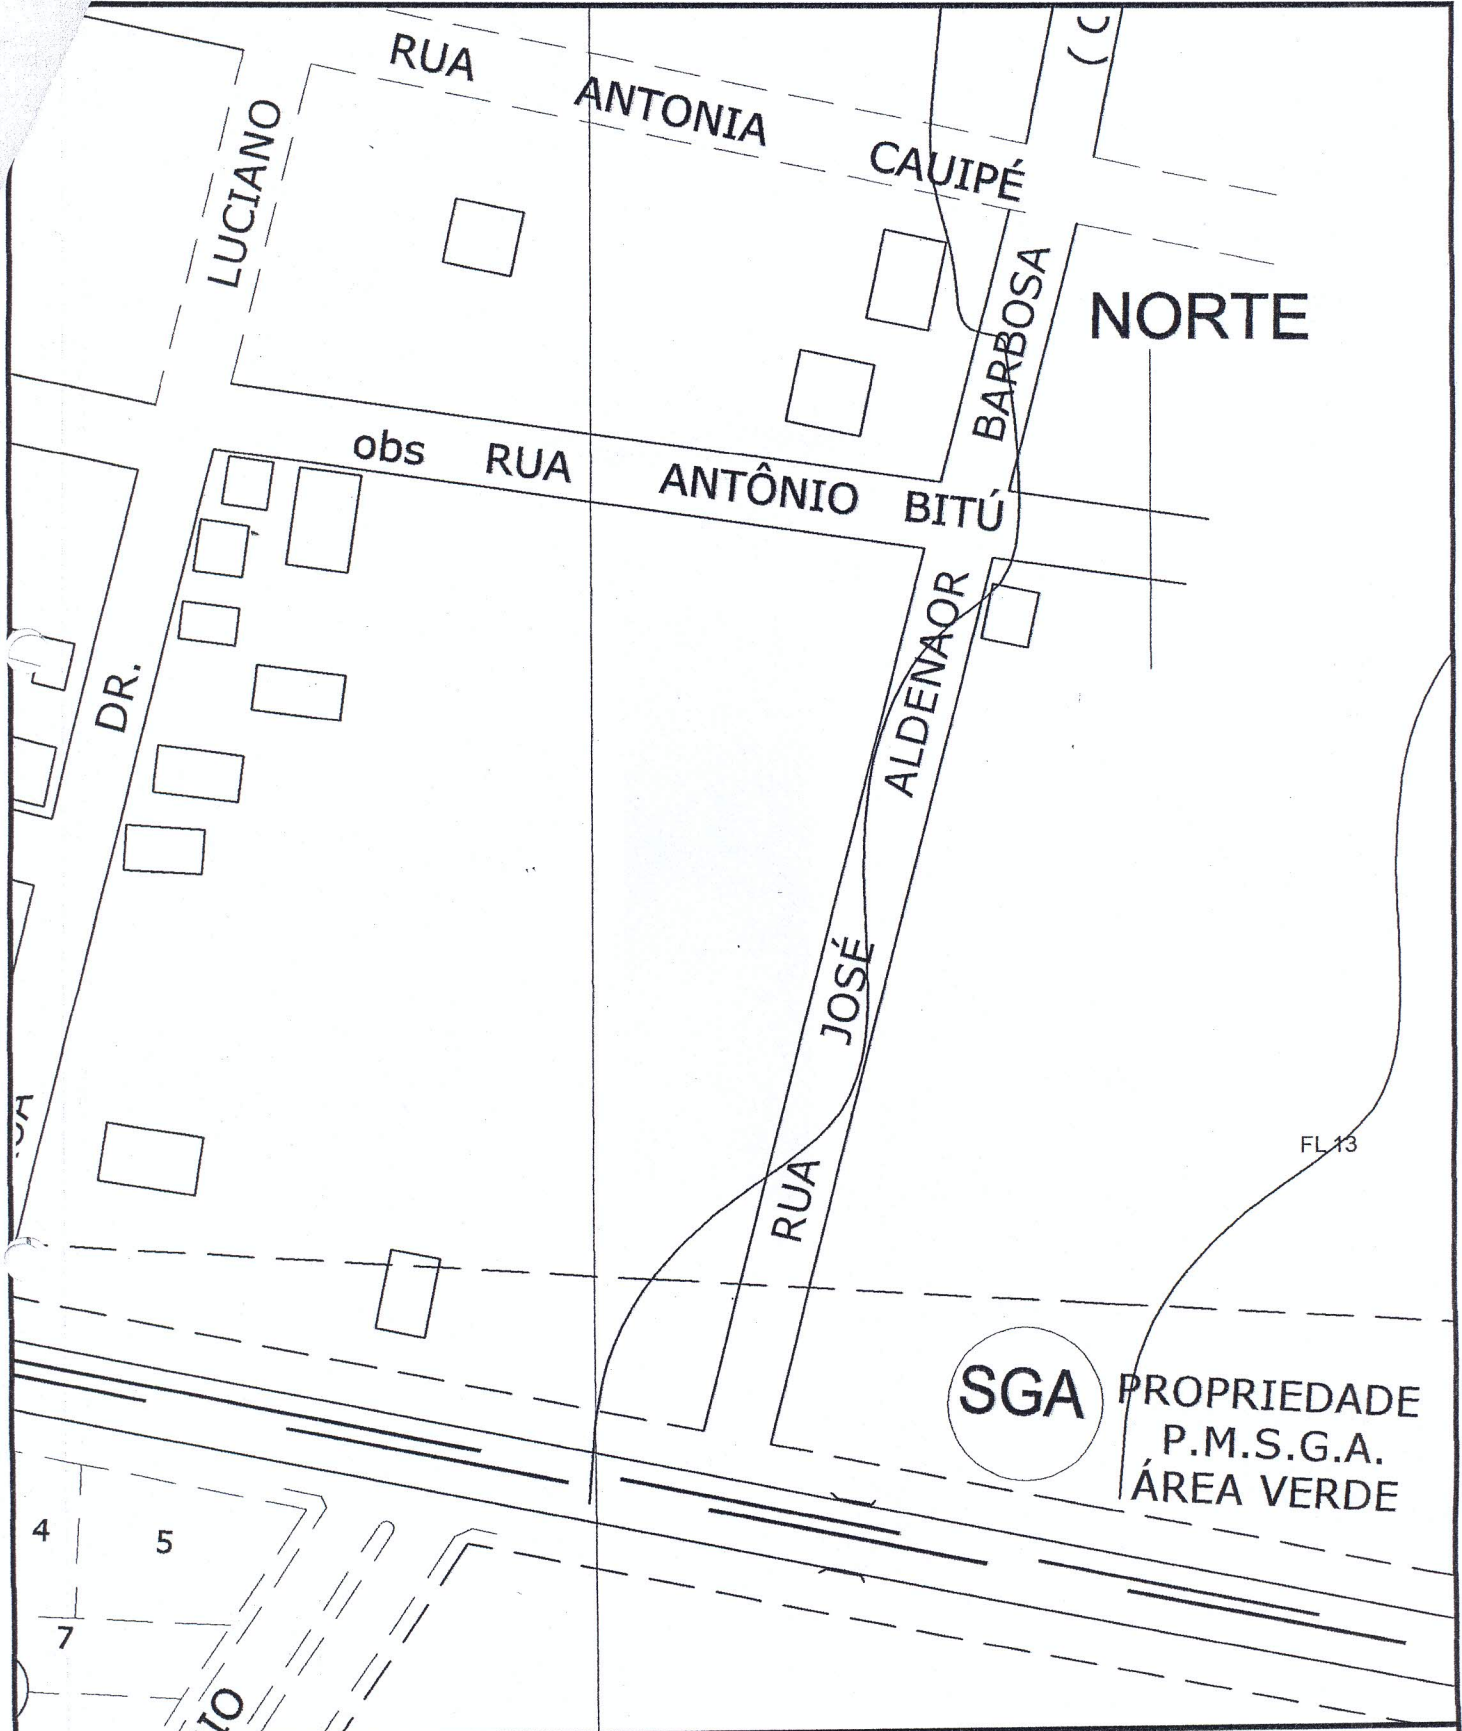 RUA ANTONIA CAUIPÉ
LUCIANO
BARBOSA
NORTE
obs RUA ANTÔNIO BITÚ
DR.
ALDENAOR
JOSÉ
RUA
FL 13
SGA
PROPRIEDADE
P.M.S.G.A.
ÁREA VERDE
4
5
7
IO